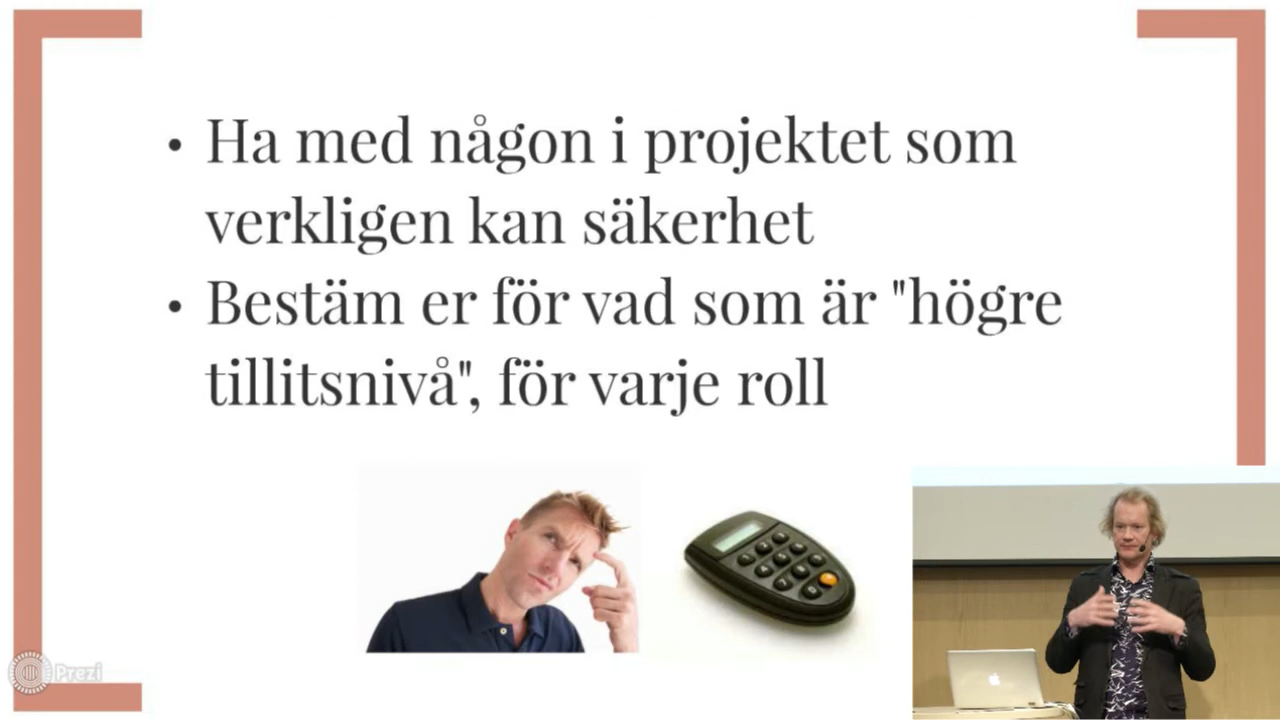 • Ha med någon i projektet som
verkligen kan säkerhet
• Bestäm er för vad som är "högre
tillitsnivå", för varje roll
Prezi